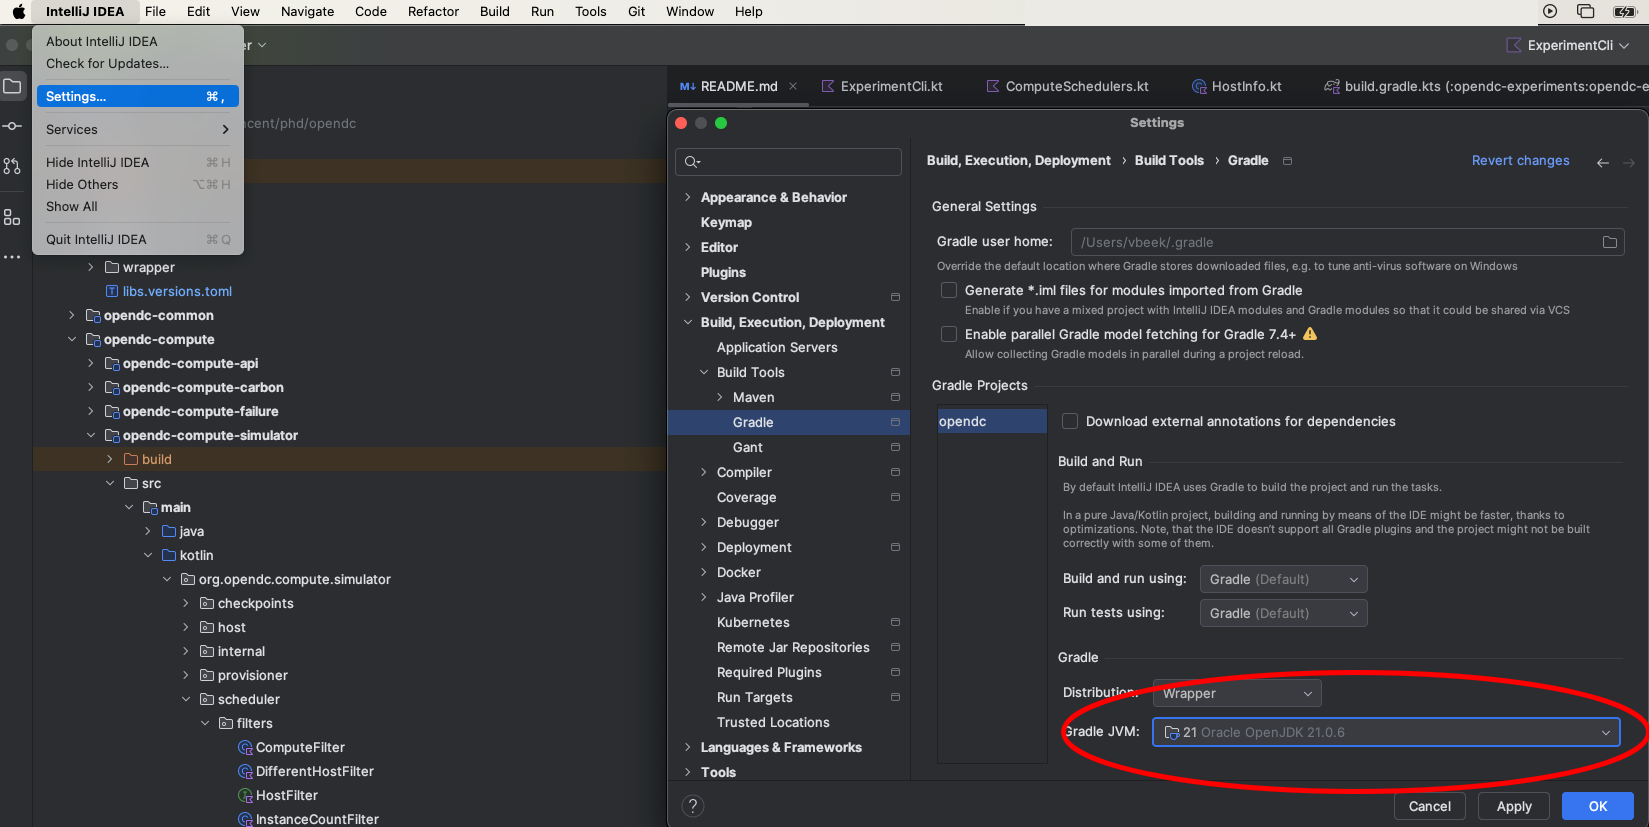 IntelliJ IDEA File Edit View Navigate Code Refactor Build Run Tools Git Window Help
About IntelliJ IDEA
Check for Updates...
Settings... ⌘ ,
Services
Hide IntelliJ IDEA ⌘ H
Hide Others ⌥⌘ H
Show All
Quit IntelliJ IDEA ⌘ Q
er
ExperimentCli
cent/phd/opendc
wrapper
libs.versions.toml
opendc-common
opendc-compute
opendc-compute-api
opendc-compute-carbon
opendc-compute-failure
opendc-compute-simulator
build
src
main
java
kotlin
org.opendc.compute.simulator
checkpoints
host
internal
provisioner
scheduler
filters
ComputeFilter
DifferentHostFilter
HostFilter
InstanceCountFilter
M↓ README.md ExperimentCli.kt ComputeSchedulers.kt HostInfo.kt build.gradle.kts (:opendc-experiments:opendc-e
Settings
Appearance & Behavior
Keymap
Editor
Plugins
Version Control
Build, Execution, Deployment
Application Servers
Build Tools
Maven
Gradle
Gant
Compiler
Coverage
Debugger
Deployment
Docker
Java Profiler
Kubernetes
Remote Jar Repositories
Required Plugins
Run Targets
Trusted Locations
Languages & Frameworks
Tools
Build, Execution, Deployment › Build Tools › Gradle
Revert changes
General Settings
Gradle user home: /Users/vbeek/.gradle
Override the default location where Gradle stores downloaded files, e.g. to tune anti-virus software on Windows
Generate *.iml files for modules imported from Gradle
Enable if you have a mixed project with IntelliJ IDEA modules and Gradle modules so that it could be shared via VCS
Enable parallel Gradle model fetching for Gradle 7.4+
Allow collecting Gradle models in parallel during a project reload.
Gradle Projects
opendc
Download external annotations for dependencies
Build and Run
By default IntelliJ IDEA uses Gradle to build the project and run the tasks.
In a pure Java/Kotlin project, building and running by means of the IDE might be faster, thanks to
optimizations. Note, that the IDE doesn't support all Gradle plugins and the project might not be built
correctly with some of them.
Build and run using: Gradle (Default)
Run tests using: Gradle (Default)
Gradle
Distribution: Wrapper
Gradle JVM: 21 Oracle OpenJDK 21.0.6
?
Cancel Apply OK